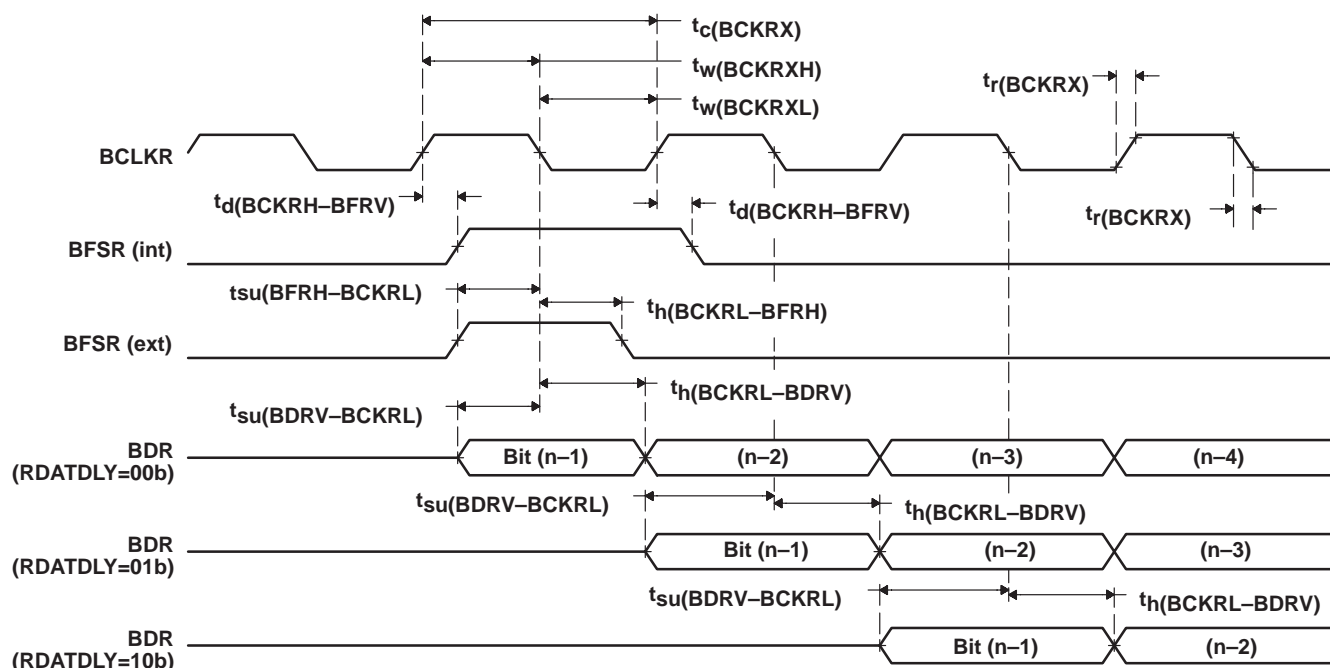 tc(BCKRX)
tw(BCKRXH)
tr(BCKRX)
tw(BCKRXL)
BCLKR
td(BCKRH–BFRV)
td(BCKRH–BFRV)
tr(BCKRX)
BFSR (int)
tsu(BFRH–BCKRL)
th(BCKRL–BFRH)
BFSR (ext)
th(BCKRL–BDRV)
tsu(BDRV–BCKRL)
BDR
(RDATDLY=00b)
Bit (n–1)
(n–2)
(n–3)
(n–4)
tsu(BDRV–BCKRL)
th(BCKRL–BDRV)
BDR
(RDATDLY=01b)
Bit (n–1)
(n–2)
(n–3)
tsu(BDRV–BCKRL)
th(BCKRL–BDRV)
BDR
(RDATDLY=10b)
Bit (n–1)
(n–2)